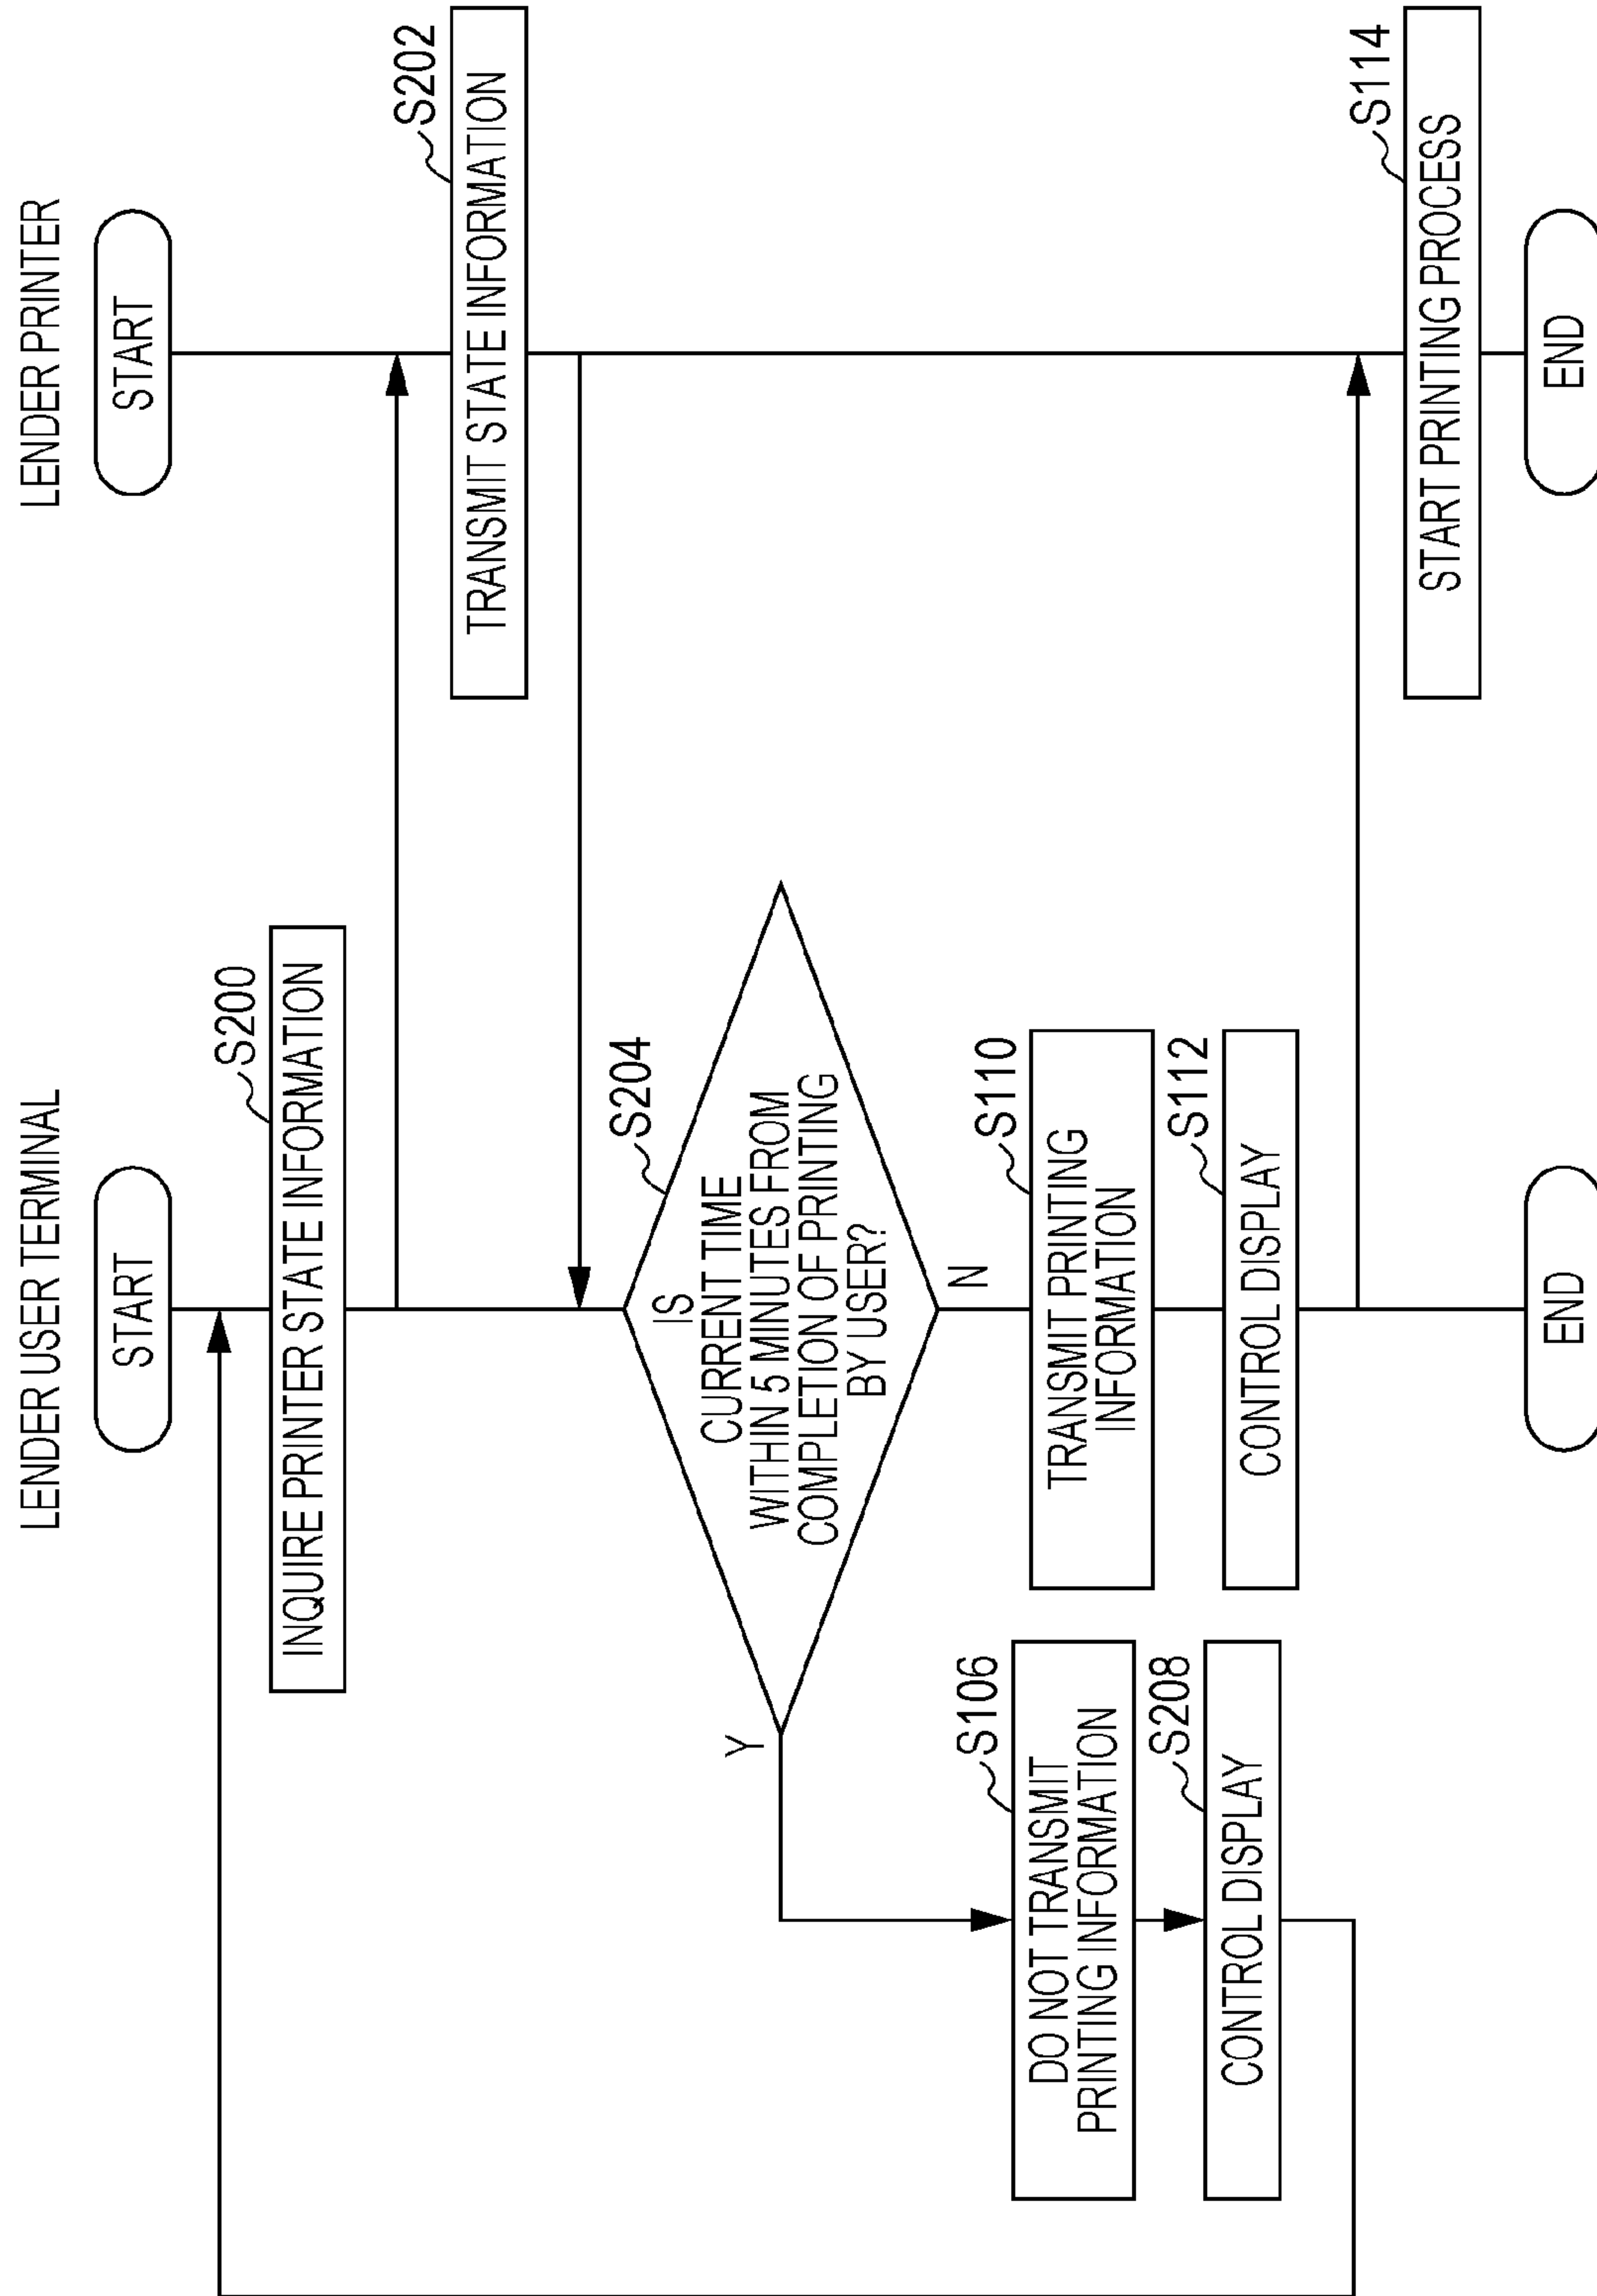 LENDER USER TERMINAL
LENDER PRINTER
START
START
S200
INQUIRE PRINTER STATE INFORMATION
S202
TRANSMIT STATE INFORMATION
S204
IS
CURRENT TIME
WITHIN 5 MINUTES FROM
COMPLETION OF PRINTING
BY USER?
Y
N
S106
DO NOT TRANSMIT
PRINTING INFORMATION
S110
TRANSMIT PRINTING
INFORMATION
S208
CONTROL DISPLAY
S112
CONTROL DISPLAY
S114
START PRINTING PROCESS
END
END